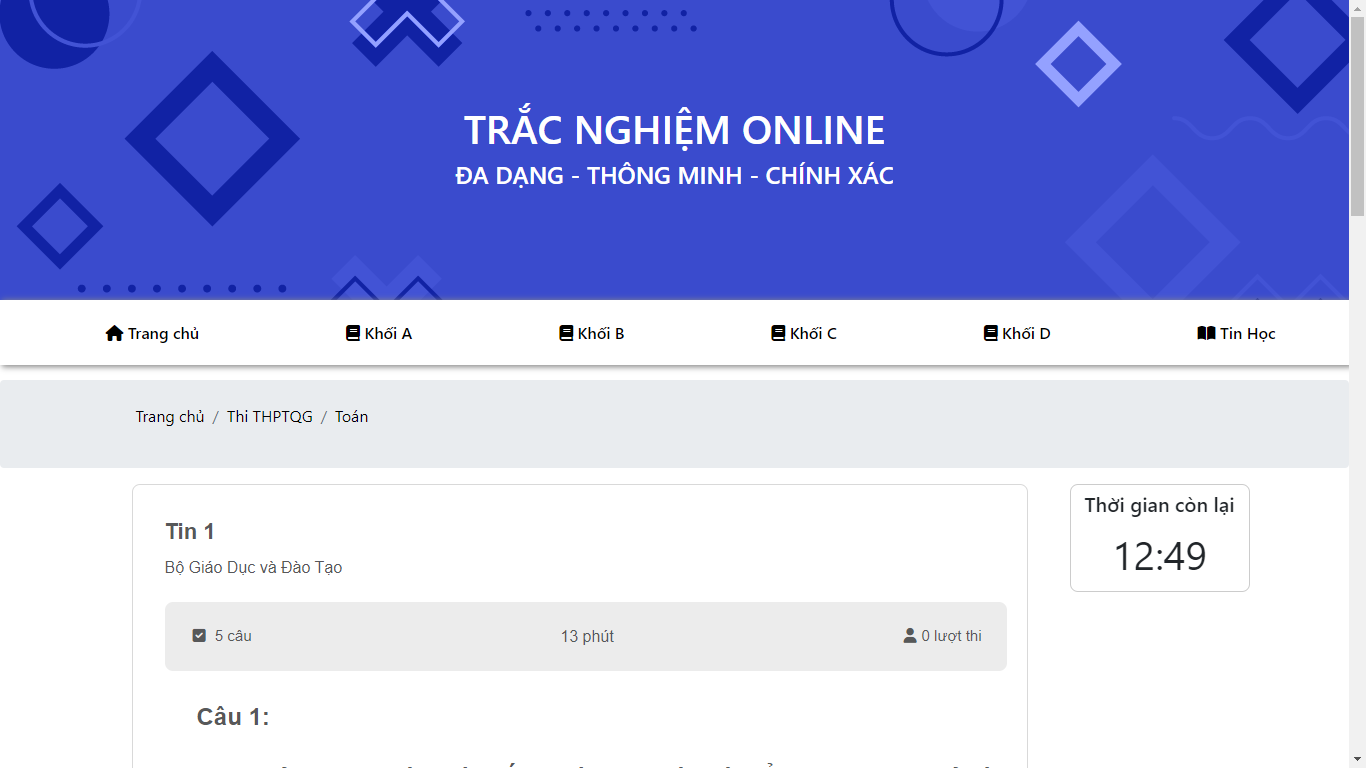 TRẮC NGHIỆM ONLINE
ĐA DẠNG - THÔNG MINH - CHÍNH XÁC
Trang chủ Khối A Khối B Khối C Khối D Tin Học
Trang chủ / Thi THPTQG / Toán
Tin 1
Bộ Giáo Dục và Đào Tạo
5 câu 13 phút 0 lượt thi
Câu 1:
Thời gian còn lại
12:49